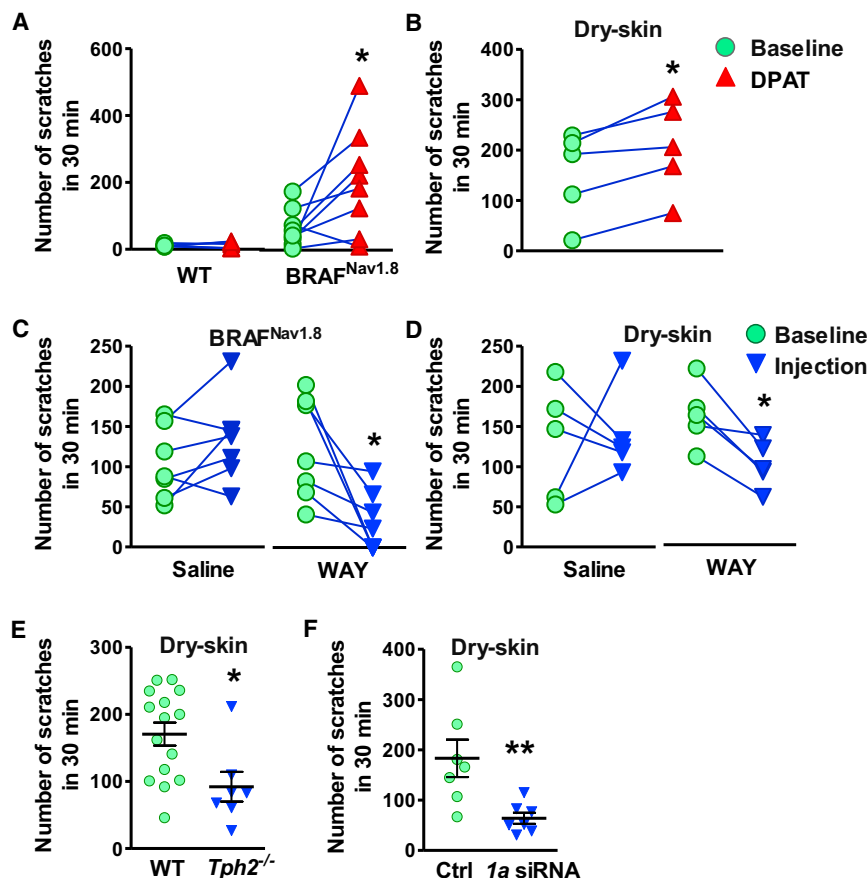 A
Number of scratches
in 30 min
600
400
200
0
*
WT
BRAF^Nav1.8
B
Dry-skin
Number of scratches
in 30 min
400
300
200
100
0
*
Baseline
DPAT
C
BRAF^Nav1.8
Number of scratches
in 30 min
250
200
150
100
50
0
*
Saline
WAY
D
Dry-skin
Number of scratches
in 30 min
250
200
150
100
50
0
*
Saline
WAY
Baseline
Injection
E
Dry-skin
Number of scratches
in 30 min
300
200
100
0
*
WT
Tph2^-/-
F
Dry-skin
Number of scratches
in 30 min
400
300
200
100
0
**
Ctrl
1a siRNA